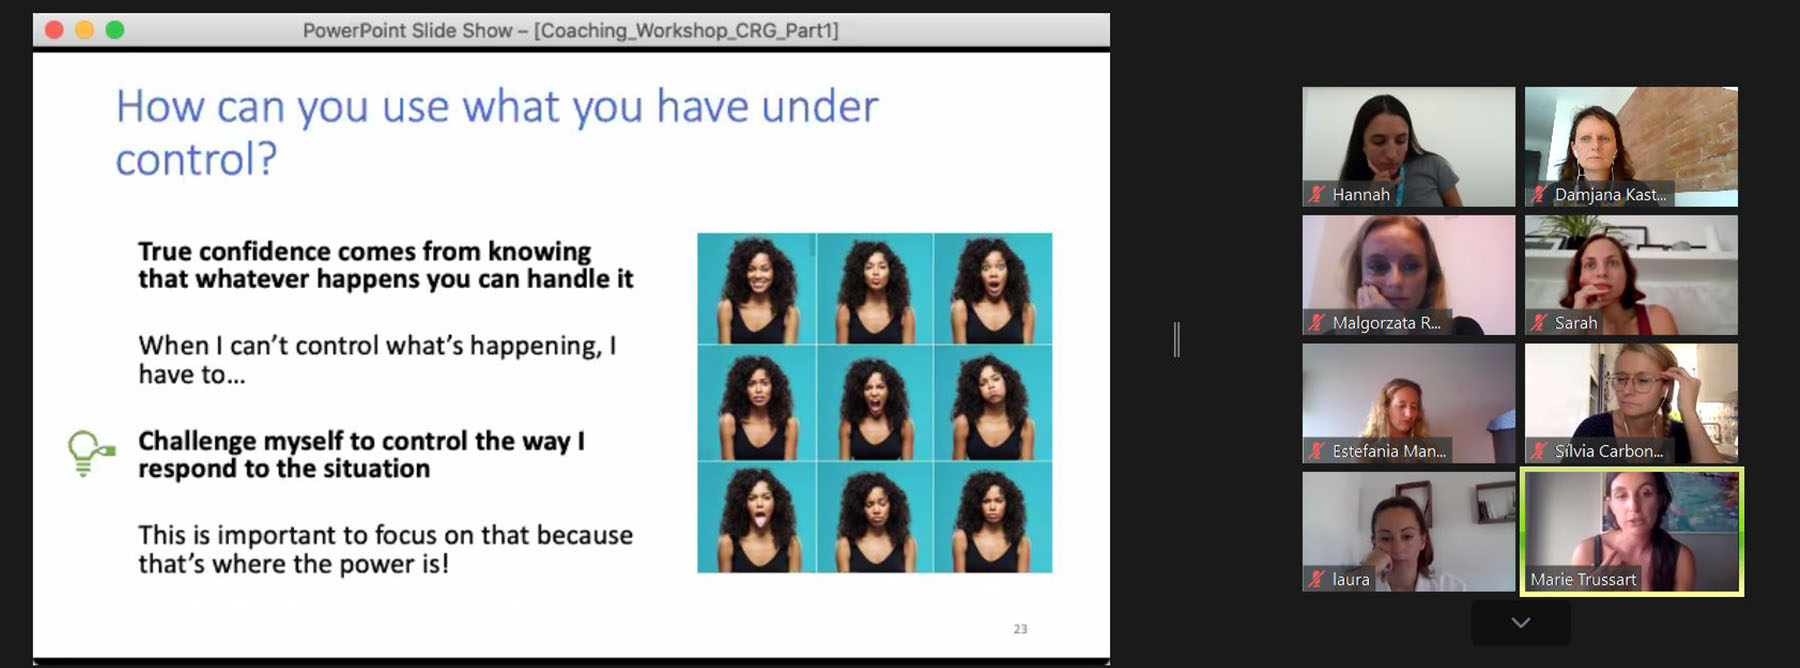 PowerPoint Slide Show – [Coaching_Workshop_CRG_Part1]
How can you use what you have under
control?
True confidence comes from knowing
that whatever happens you can handle it
When I can’t control what’s happening, I
have to...
Challenge myself to control the way I
respond to the situation
This is important to focus on that because
that’s where the power is!
23
Hannah
Damjana Kast...
Malgorzata R...
Sarah
Estefania Man...
Sílvia Carbon...
laura
Marie Trussart